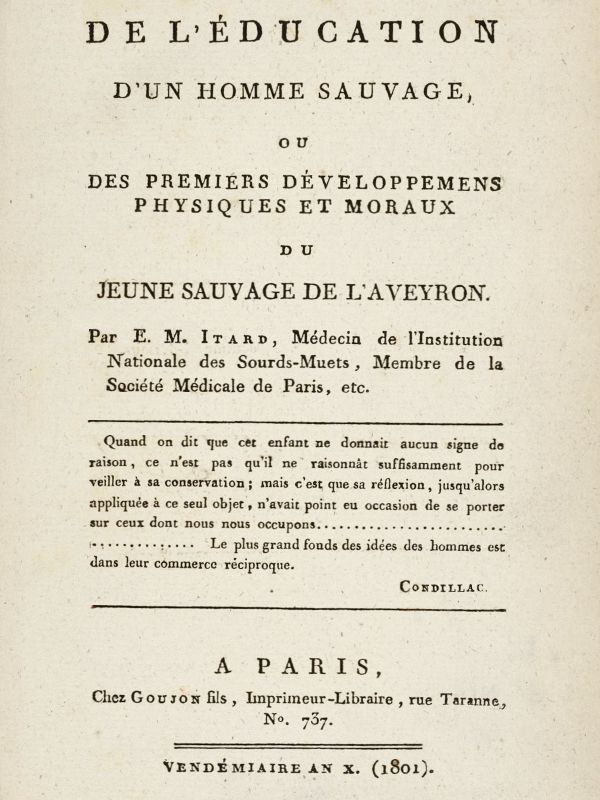 DE L'ÉDUCATION
D'UN HOMME SAUVAGE,
OU
DES PREMIERS DÉVELOPPEMENS
PHYSIQUES ET MORAUX
DU
JEUNE SAUVAGE DE L'AVEYRON.
Par E. M. ITARD, Médecin de l'Institution
Nationale des Sourds-Muets, Membre de la
Société Médicale de Paris, etc.
Quand on dit que cet enfant ne donnait aucun signe de
raison, ce n'est pas qu'il ne raisonnât suffisamment pour
veiller à sa conservation; mais c'est que sa réflexion, jusqu'alors
appliquée à ce seul objet, n'avait point eu occasion de se porter
sur ceux dont nous nous occupons........................
.............. Le plus grand fonds des idées des hommes est
dans leur commerce réciproque.
CONDILLAC.
A PARIS,
Chez GOUJON fils, Imprimeur-Libraire, rue Taranne,
No. 737.
VENDÉMIAIRE AN X. (1801).